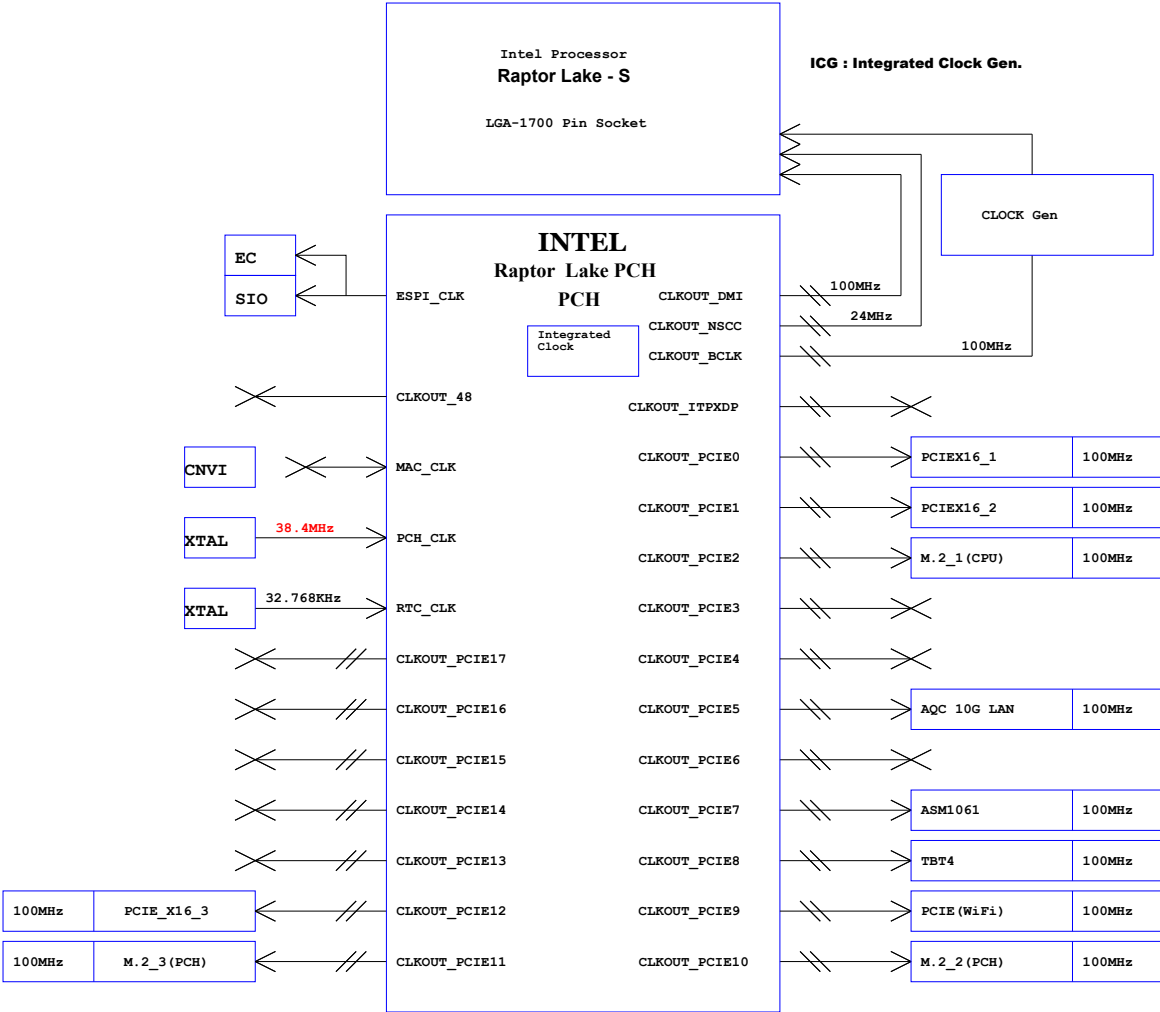 Intel Processor
Raptor Lake - S
LGA-1700 Pin Socket
ICG : Integrated Clock Gen.
CLOCK Gen
INTEL
Raptor Lake PCH
PCH
Integrated
Clock
EC
SIO
ESPI_CLK
CLKOUT_48
CNVI
MAC_CLK
XTAL
38.4MHz
PCH_CLK
XTAL
32.768KHz
RTC_CLK
CLKOUT_PCIE17
CLKOUT_PCIE16
CLKOUT_PCIE15
CLKOUT_PCIE14
CLKOUT_PCIE13
100MHz
PCIE_X16_3
CLKOUT_PCIE12
100MHz
M.2_3(PCH)
CLKOUT_PCIE11
CLKOUT_DMI
100MHz
CLKOUT_NSCC
24MHz
CLKOUT_BCLK
100MHz
CLKOUT_ITPXDP
CLKOUT_PCIE0
PCIEX16_1
100MHz
CLKOUT_PCIE1
PCIEX16_2
100MHz
CLKOUT_PCIE2
M.2_1(CPU)
100MHz
CLKOUT_PCIE3
CLKOUT_PCIE4
CLKOUT_PCIE5
AQC 10G LAN
100MHz
CLKOUT_PCIE6
CLKOUT_PCIE7
ASM1061
100MHz
CLKOUT_PCIE8
TBT4
100MHz
CLKOUT_PCIE9
PCIE(WiFi)
100MHz
CLKOUT_PCIE10
M.2_2(PCH)
100MHz